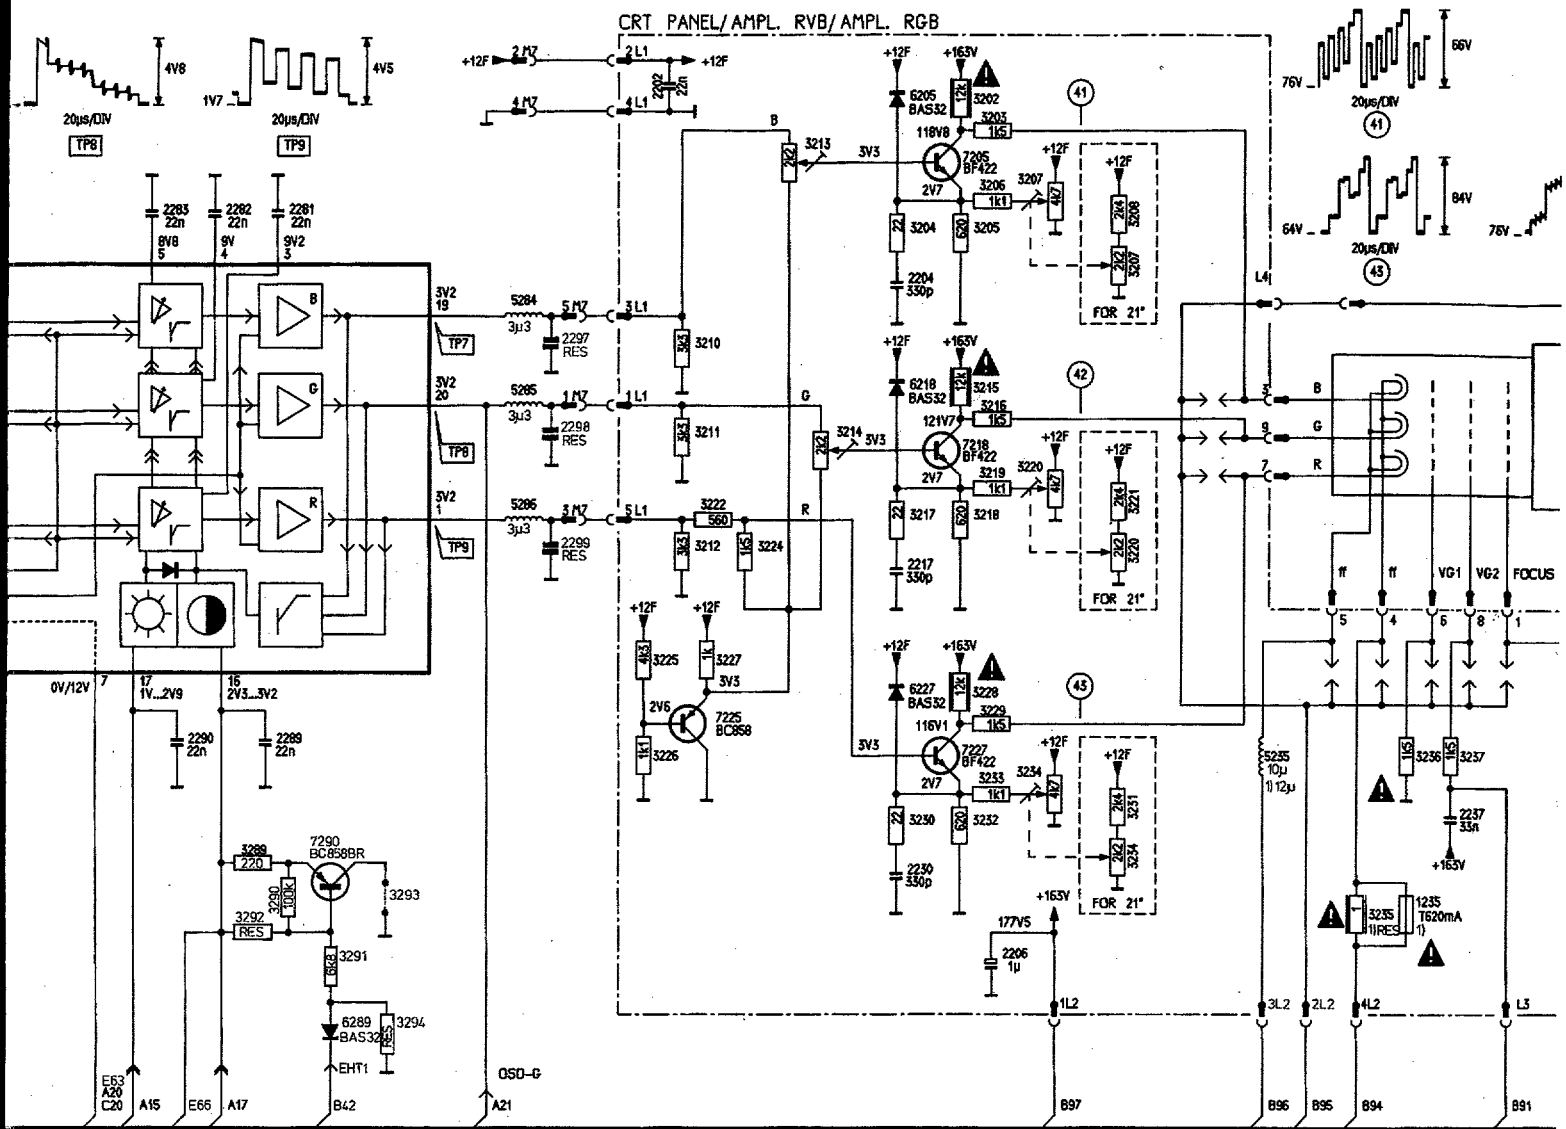 CRT PANEL/AMPL. RVB/AMPL. RGB
4V8
20µs/DIV
TP8
1V7
4V5
20µs/DIV
TP9
+12F
2 M7
2 L1
+12F
2202
22n
4 M7
4 L1
76V
66V
20µs/DIV
41
64V
84V
20µs/DIV
43
76V
2283
22n
8V8
5
2282
22n
9V
4
2281
22n
9V2
3
B
G
R
3V2
19
TP7
3V2
20
TP8
3V2
1
TP9
5284
3µ3
5 M7
3 L1
2297
RES
5285
3µ3
1 M7
1 L1
2298
RES
5286
3µ3
3 M7
5 L1
2299
RES
3k3
3210
3k3
3211
3k3
3212
3222
560
1k5
3224
B
2k2
3213
3V3
G
2k2
3214
3V3
R
3V3
+12F
4k3
3225
2V6
1k1
3226
+12F
1k
3227
3V3
7225
BC858
+12F
6205
BAS32
+163V
12k
3202
3203
1k5
118V8
7205
BF422
2V7
3206
1k1
3207
+12F
4k7
22
3204
620
3205
2204
330p
41
+12F
2k4
3208
2k2
3207
FOR 21"
+12F
6218
BAS32
+163V
12k
3215
3216
1k5
121V7
7218
BF422
2V7
3219
1k1
3220
+12F
4k7
22
3217
620
3218
2217
330p
42
+12F
2k4
3221
2k2
3220
FOR 21"
+12F
6227
BAS32
+163V
12k
3228
3229
1k5
116V1
7227
BF422
2V7
3233
1k1
3234
+12F
4k7
22
3230
620
3232
2230
330p
43
+12F
2k4
3231
2k2
3234
FOR 21"
+163V
177V5
2206
1µ
1L2
L4
3
B
9
G
7
R
ff
ff
VG1
VG2
FOCUS
5
4
6
8
1
5235
10µ
1) 12µ
1k5
3236
1k5
3237
2237
33n
+163V
1
3235
1)RES
1235
T620mA
1)
3L2
2L2
4L2
L3
0V/12V
7
17
1V...2V9
16
2V3...3V2
2290
22n
2289
22n
7290
BC858BR
3289
220
3290
100k
3292
RES
3293
3291
6k8
6289
BAS32
3294
RES
EHT1
OSD-G
E63
A20
C20
A15
E66
A17
B42
A21
B97
B96
B95
B94
B91